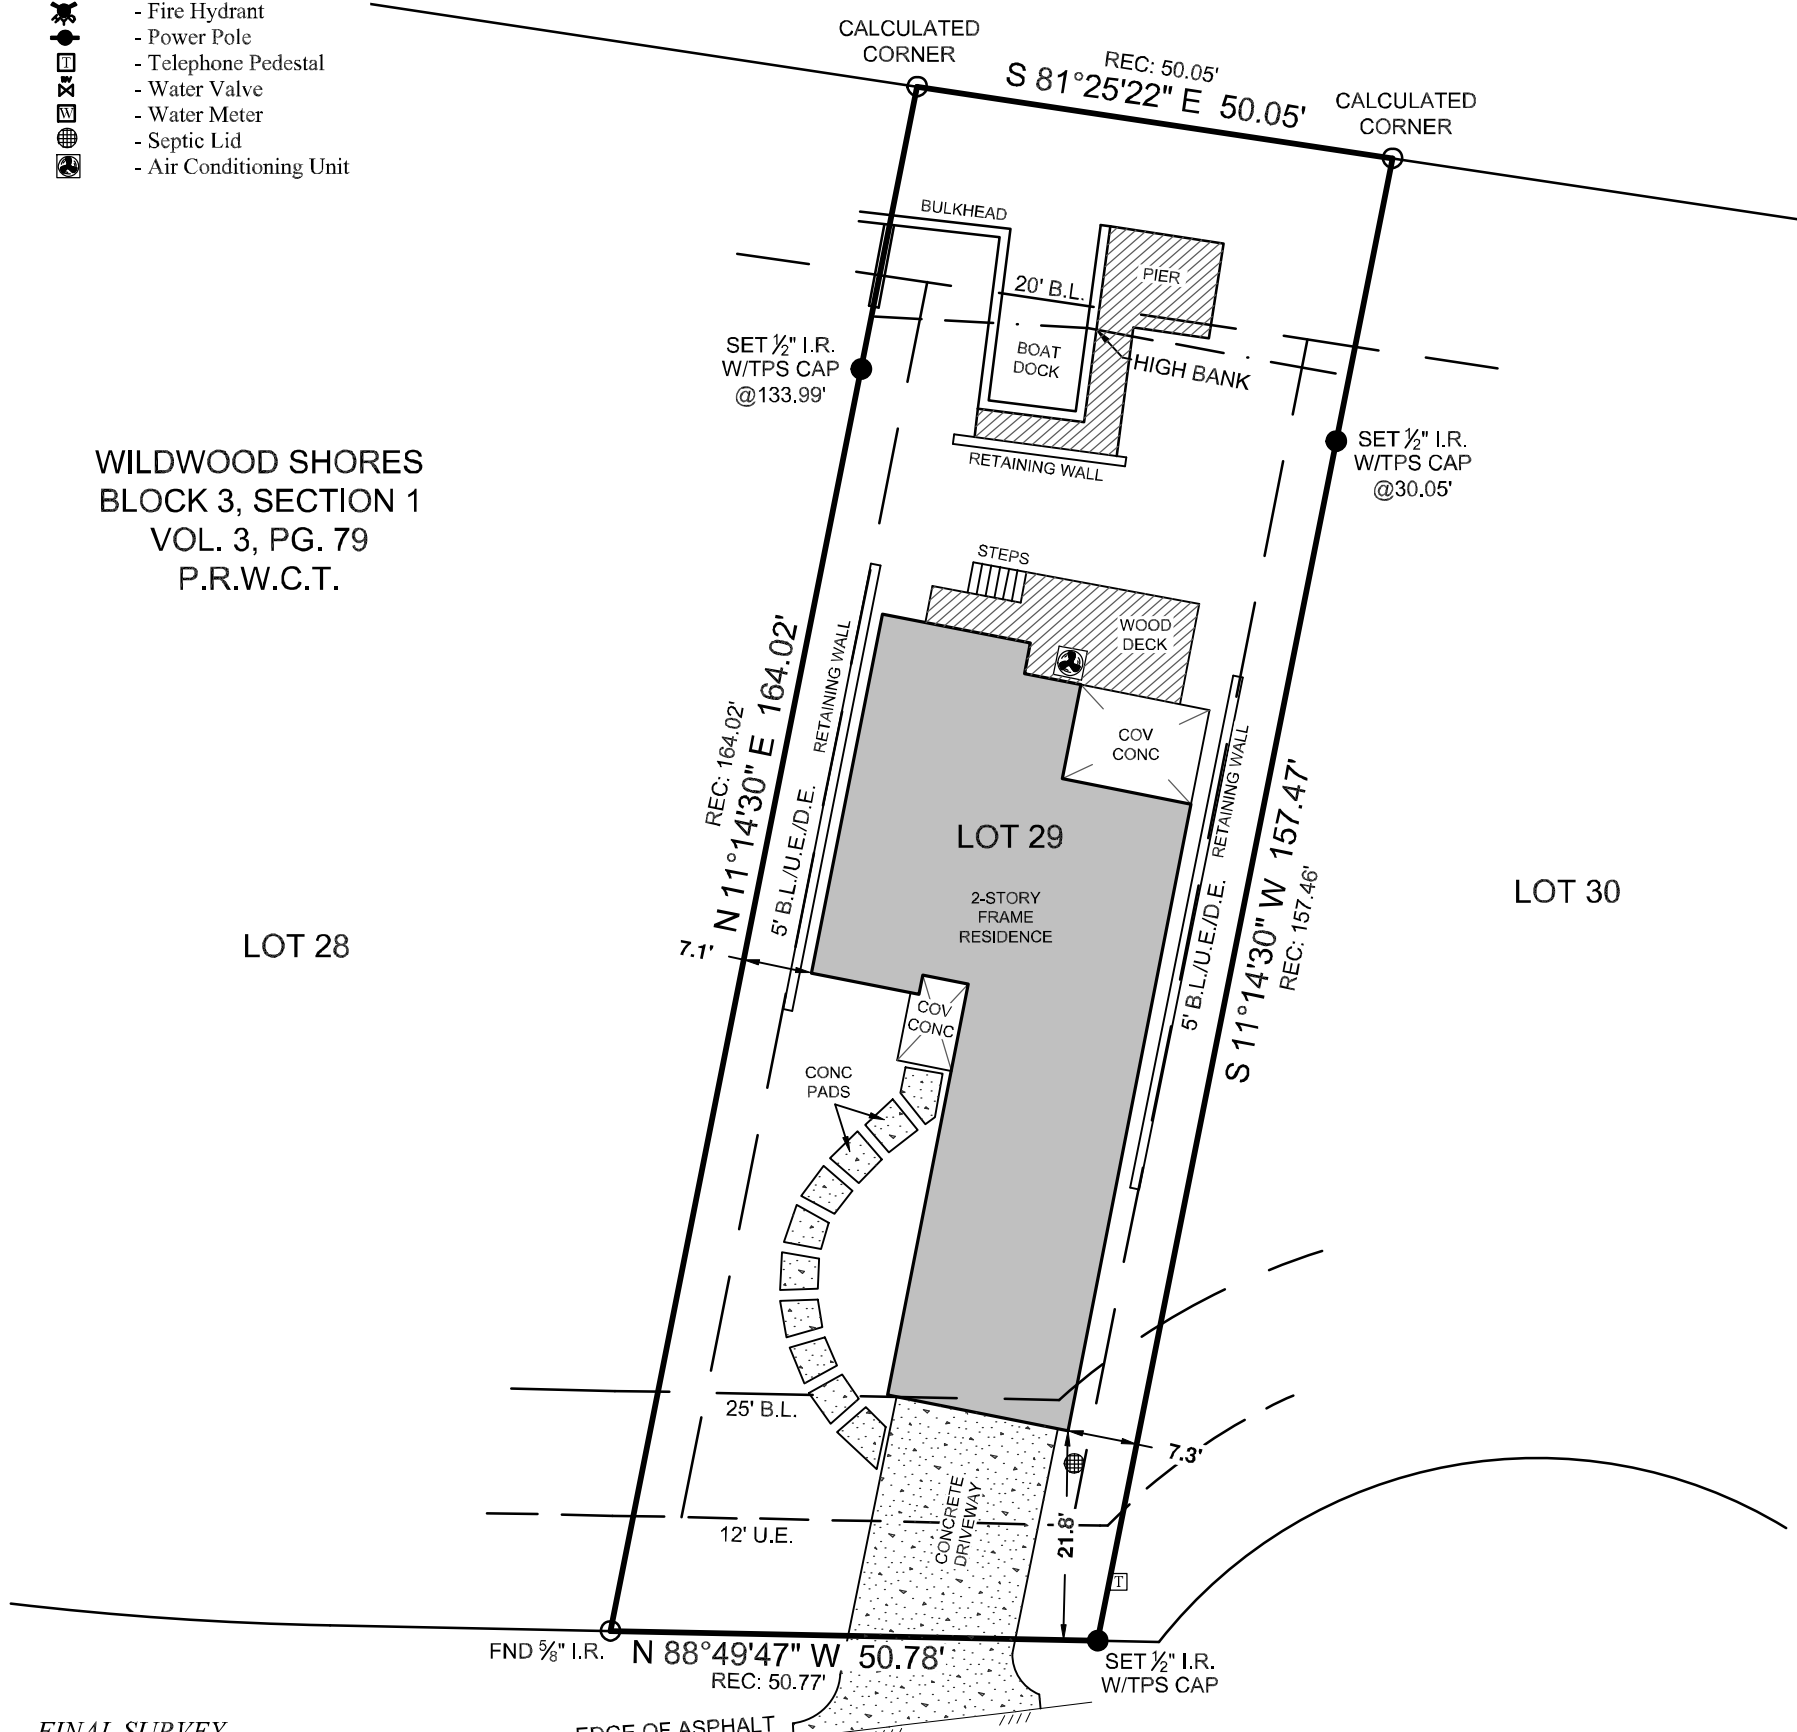 - Fire Hydrant
- Power Pole
T - Telephone Pedestal
WV - Water Valve
W - Water Meter
- Septic Lid
- Air Conditioning Unit
CALCULATED
CORNER
REC: 50.05'
S 81°25'22" E 50.05'
CALCULATED
CORNER
BULKHEAD
PIER
20' B.L.
BOAT
DOCK
HIGH BANK
SET ½" I.R.
W/TPS CAP
@133.99'
RETAINING WALL
SET ½" I.R.
W/TPS CAP
@30.05'
WILDWOOD SHORES
BLOCK 3, SECTION 1
VOL. 3, PG. 79
P.R.W.C.T.
STEPS
WOOD
DECK
RETAINING WALL
REC: 164.02'
N 11°14'30" E 164.02'
5' B.L./U.E./D.E.
COV
CONC
RETAINING WALL
5' B.L./U.E./D.E.
S 11°14'30" W 157.47'
REC: 157.46'
LOT 29
2-STORY
FRAME
RESIDENCE
LOT 30
LOT 28
7.1'
COV
CONC
CONC
PADS
25' B.L.
7.3'
12' U.E.
CONCRETE
DRIVEWAY
21.8'
T
FND ⅝" I.R.
N 88°49'47" W 50.78'
REC: 50.77'
SET ½" I.R.
W/TPS CAP
FINAL SURVEY
EDGE OF ASPHALT